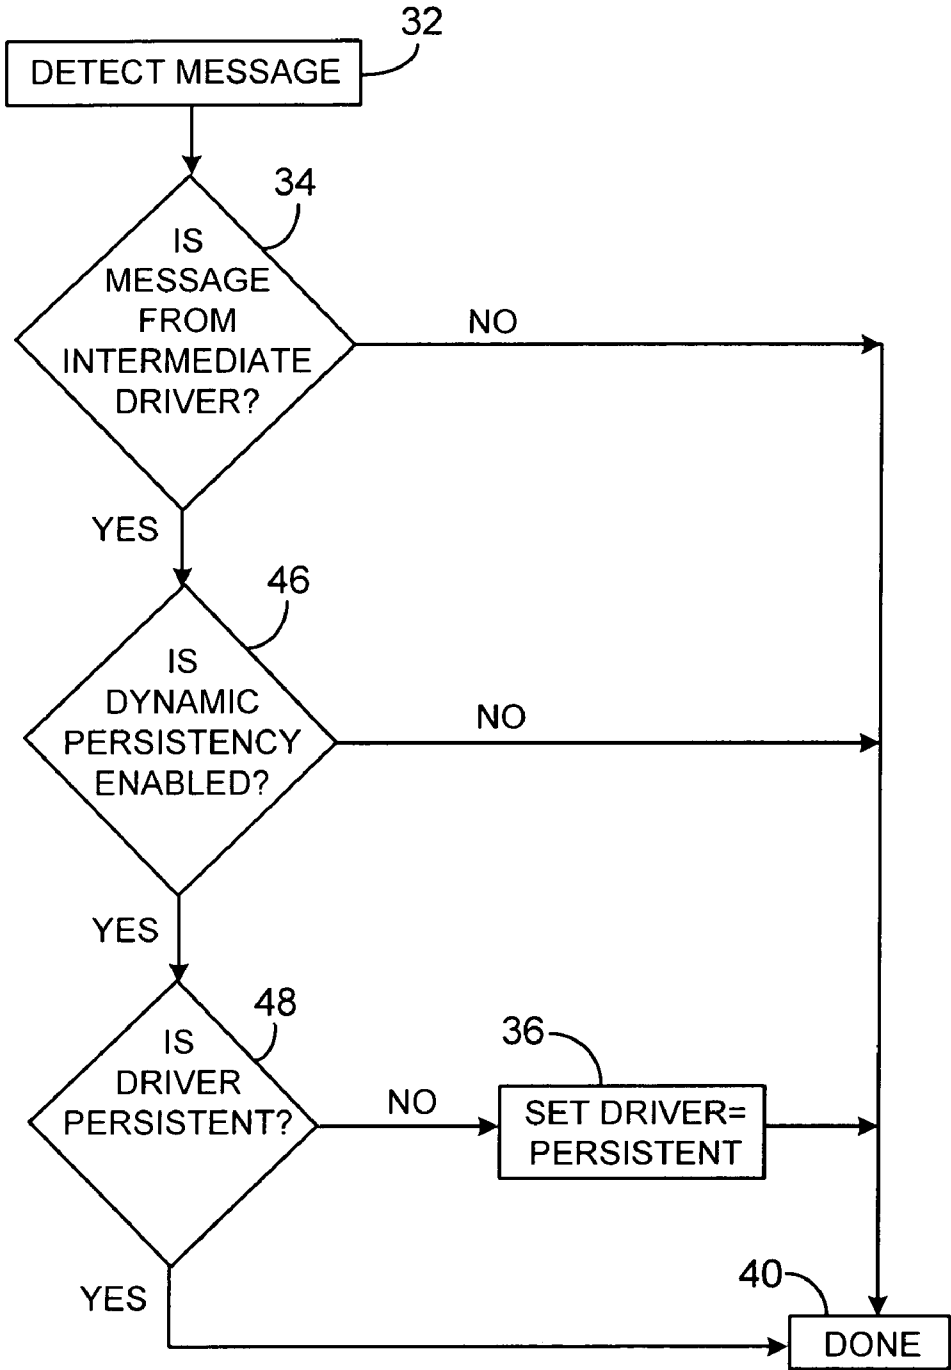 32
DETECT MESSAGE
34
IS
MESSAGE
FROM
INTERMEDIATE
DRIVER?
NO
YES
46
IS
DYNAMIC
PERSISTENCY
ENABLED?
NO
YES
48
IS
DRIVER
PERSISTENT?
NO
36
SET DRIVER=
PERSISTENT
YES
40
DONE